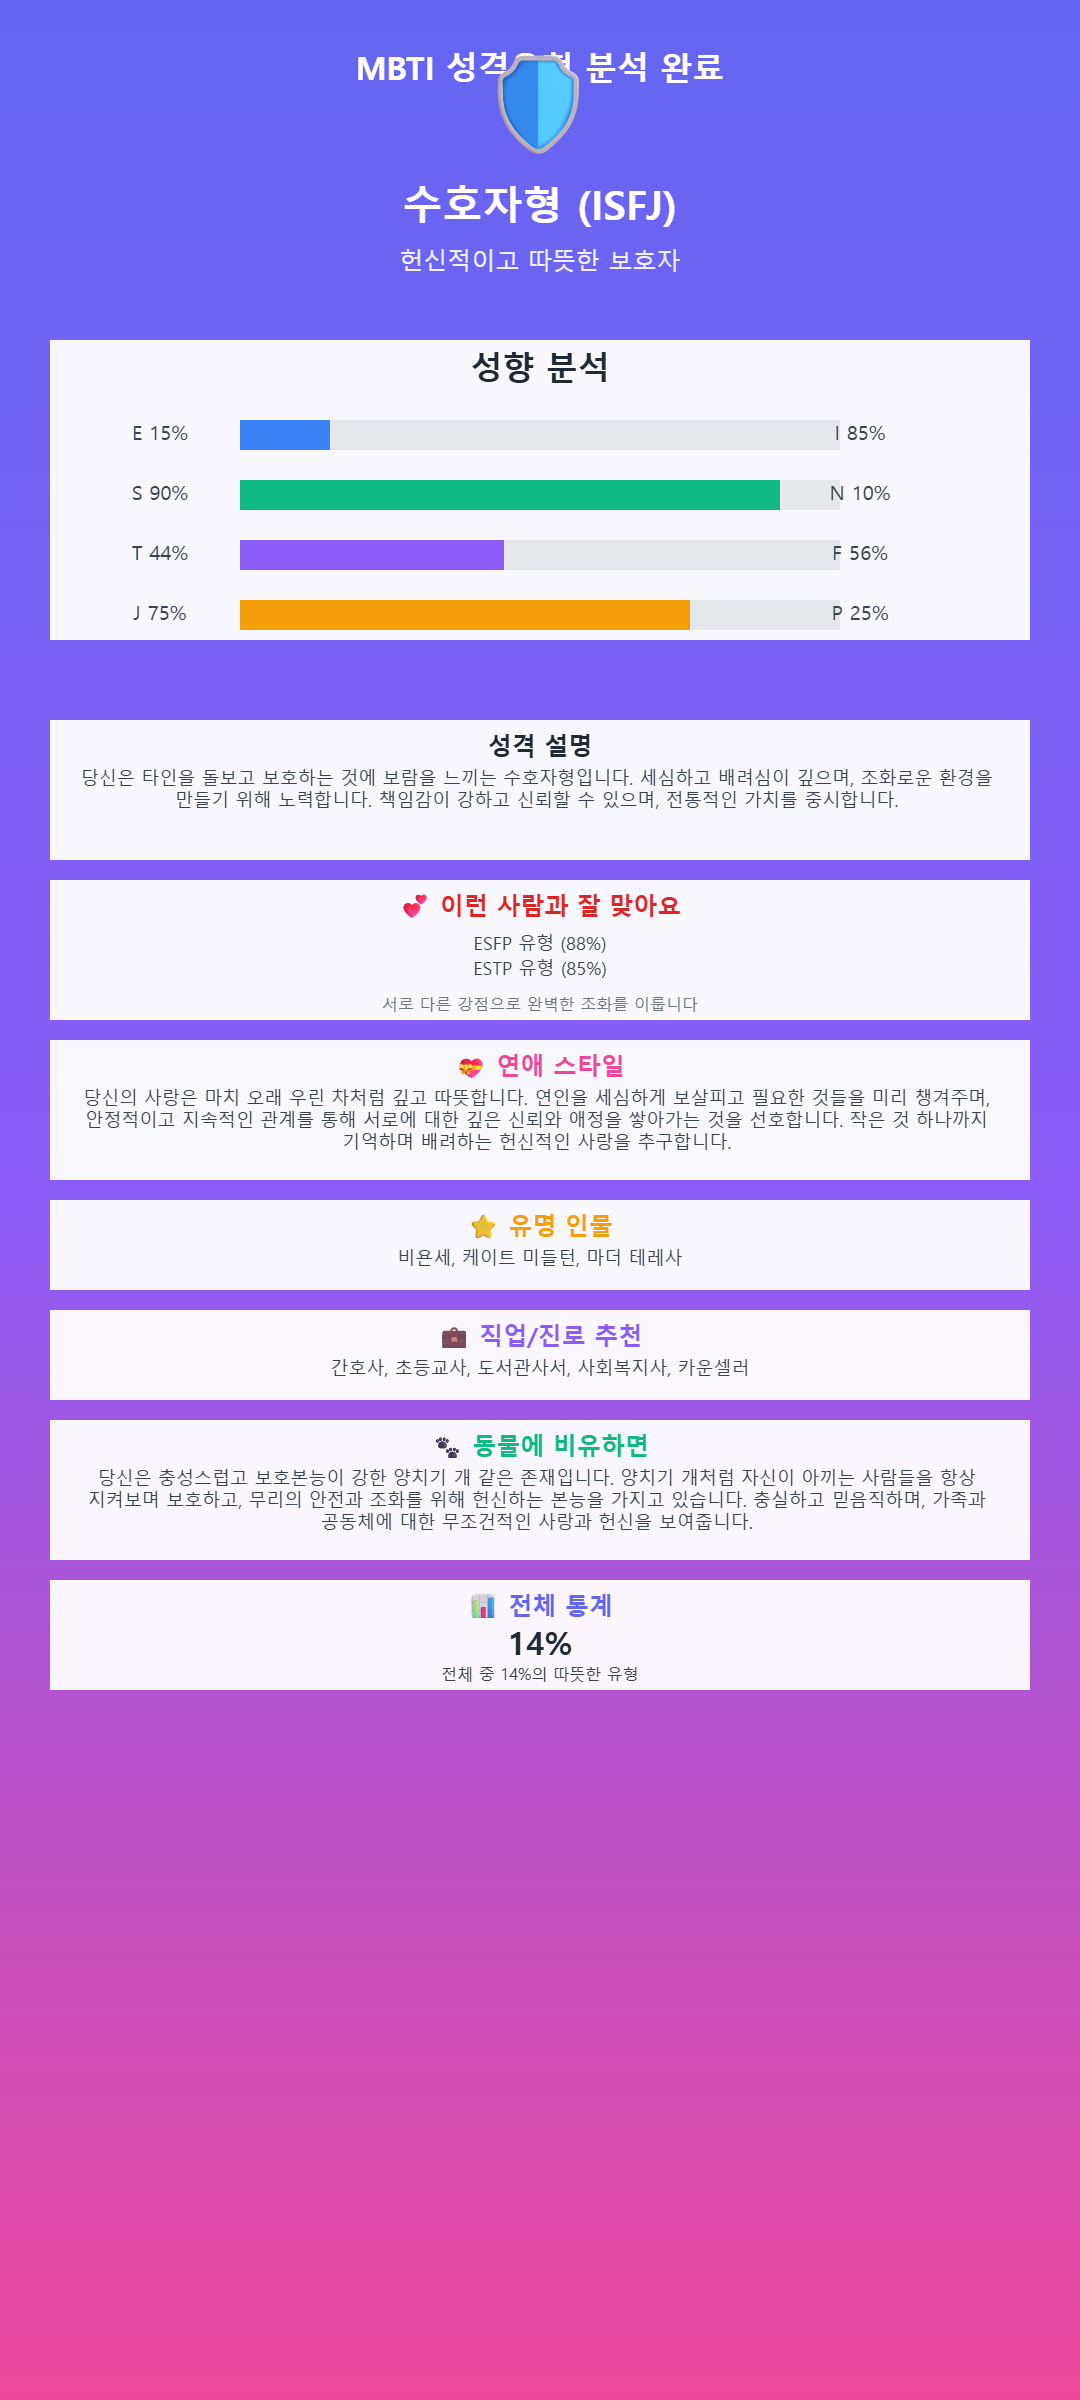 MBTI 성격유형 분석 완료
수호자형 (ISFJ)
헌신적이고 따뜻한 보호자
성향 분석
E 15% I 85%
S 90% N 10%
T 44% F 56%
J 75% P 25%
성격 설명
당신은 타인을 돌보고 보호하는 것에 보람을 느끼는 수호자형입니다. 세심하고 배려심이 깊으며, 조화로운 환경을
만들기 위해 노력합니다. 책임감이 강하고 신뢰할 수 있으며, 전통적인 가치를 중시합니다.
💕 이런 사람과 잘 맞아요
ESFP 유형 (88%)
ESTP 유형 (85%)
서로 다른 강점으로 완벽한 조화를 이룹니다
💝 연애 스타일
당신의 사랑은 마치 오래 우린 차처럼 깊고 따뜻합니다. 연인을 세심하게 보살피고 필요한 것들을 미리 챙겨주며,
안정적이고 지속적인 관계를 통해 서로에 대한 깊은 신뢰와 애정을 쌓아가는 것을 선호합니다. 작은 것 하나까지
기억하며 배려하는 헌신적인 사랑을 추구합니다.
⭐ 유명 인물
비욘세, 케이트 미들턴, 마더 테레사
💼 직업/진로 추천
간호사, 초등교사, 도서관사서, 사회복지사, 카운셀러
🐾 동물에 비유하면
당신은 충성스럽고 보호본능이 강한 양치기 개 같은 존재입니다. 양치기 개처럼 자신이 아끼는 사람들을 항상
지켜보며 보호하고, 무리의 안전과 조화를 위해 헌신하는 본능을 가지고 있습니다. 충실하고 믿음직하며, 가족과
공동체에 대한 무조건적인 사랑과 헌신을 보여줍니다.
📊 전체 통계
14%
전체 중 14%의 따뜻한 유형